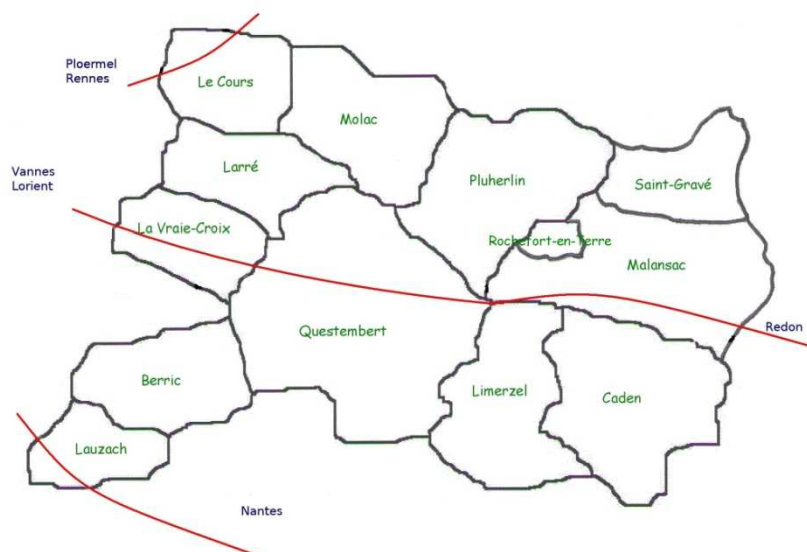 Ploermel
Rennes
Le Cours
Molac
Vannes
Lorient
Larré
Pluherlin
Saint-Gravé
La Vraie-Croix
Rochefort-en-Terre
Malansac
Questembert
Redon
Berric
Limerzel
Caden
Lauzach
Nantes